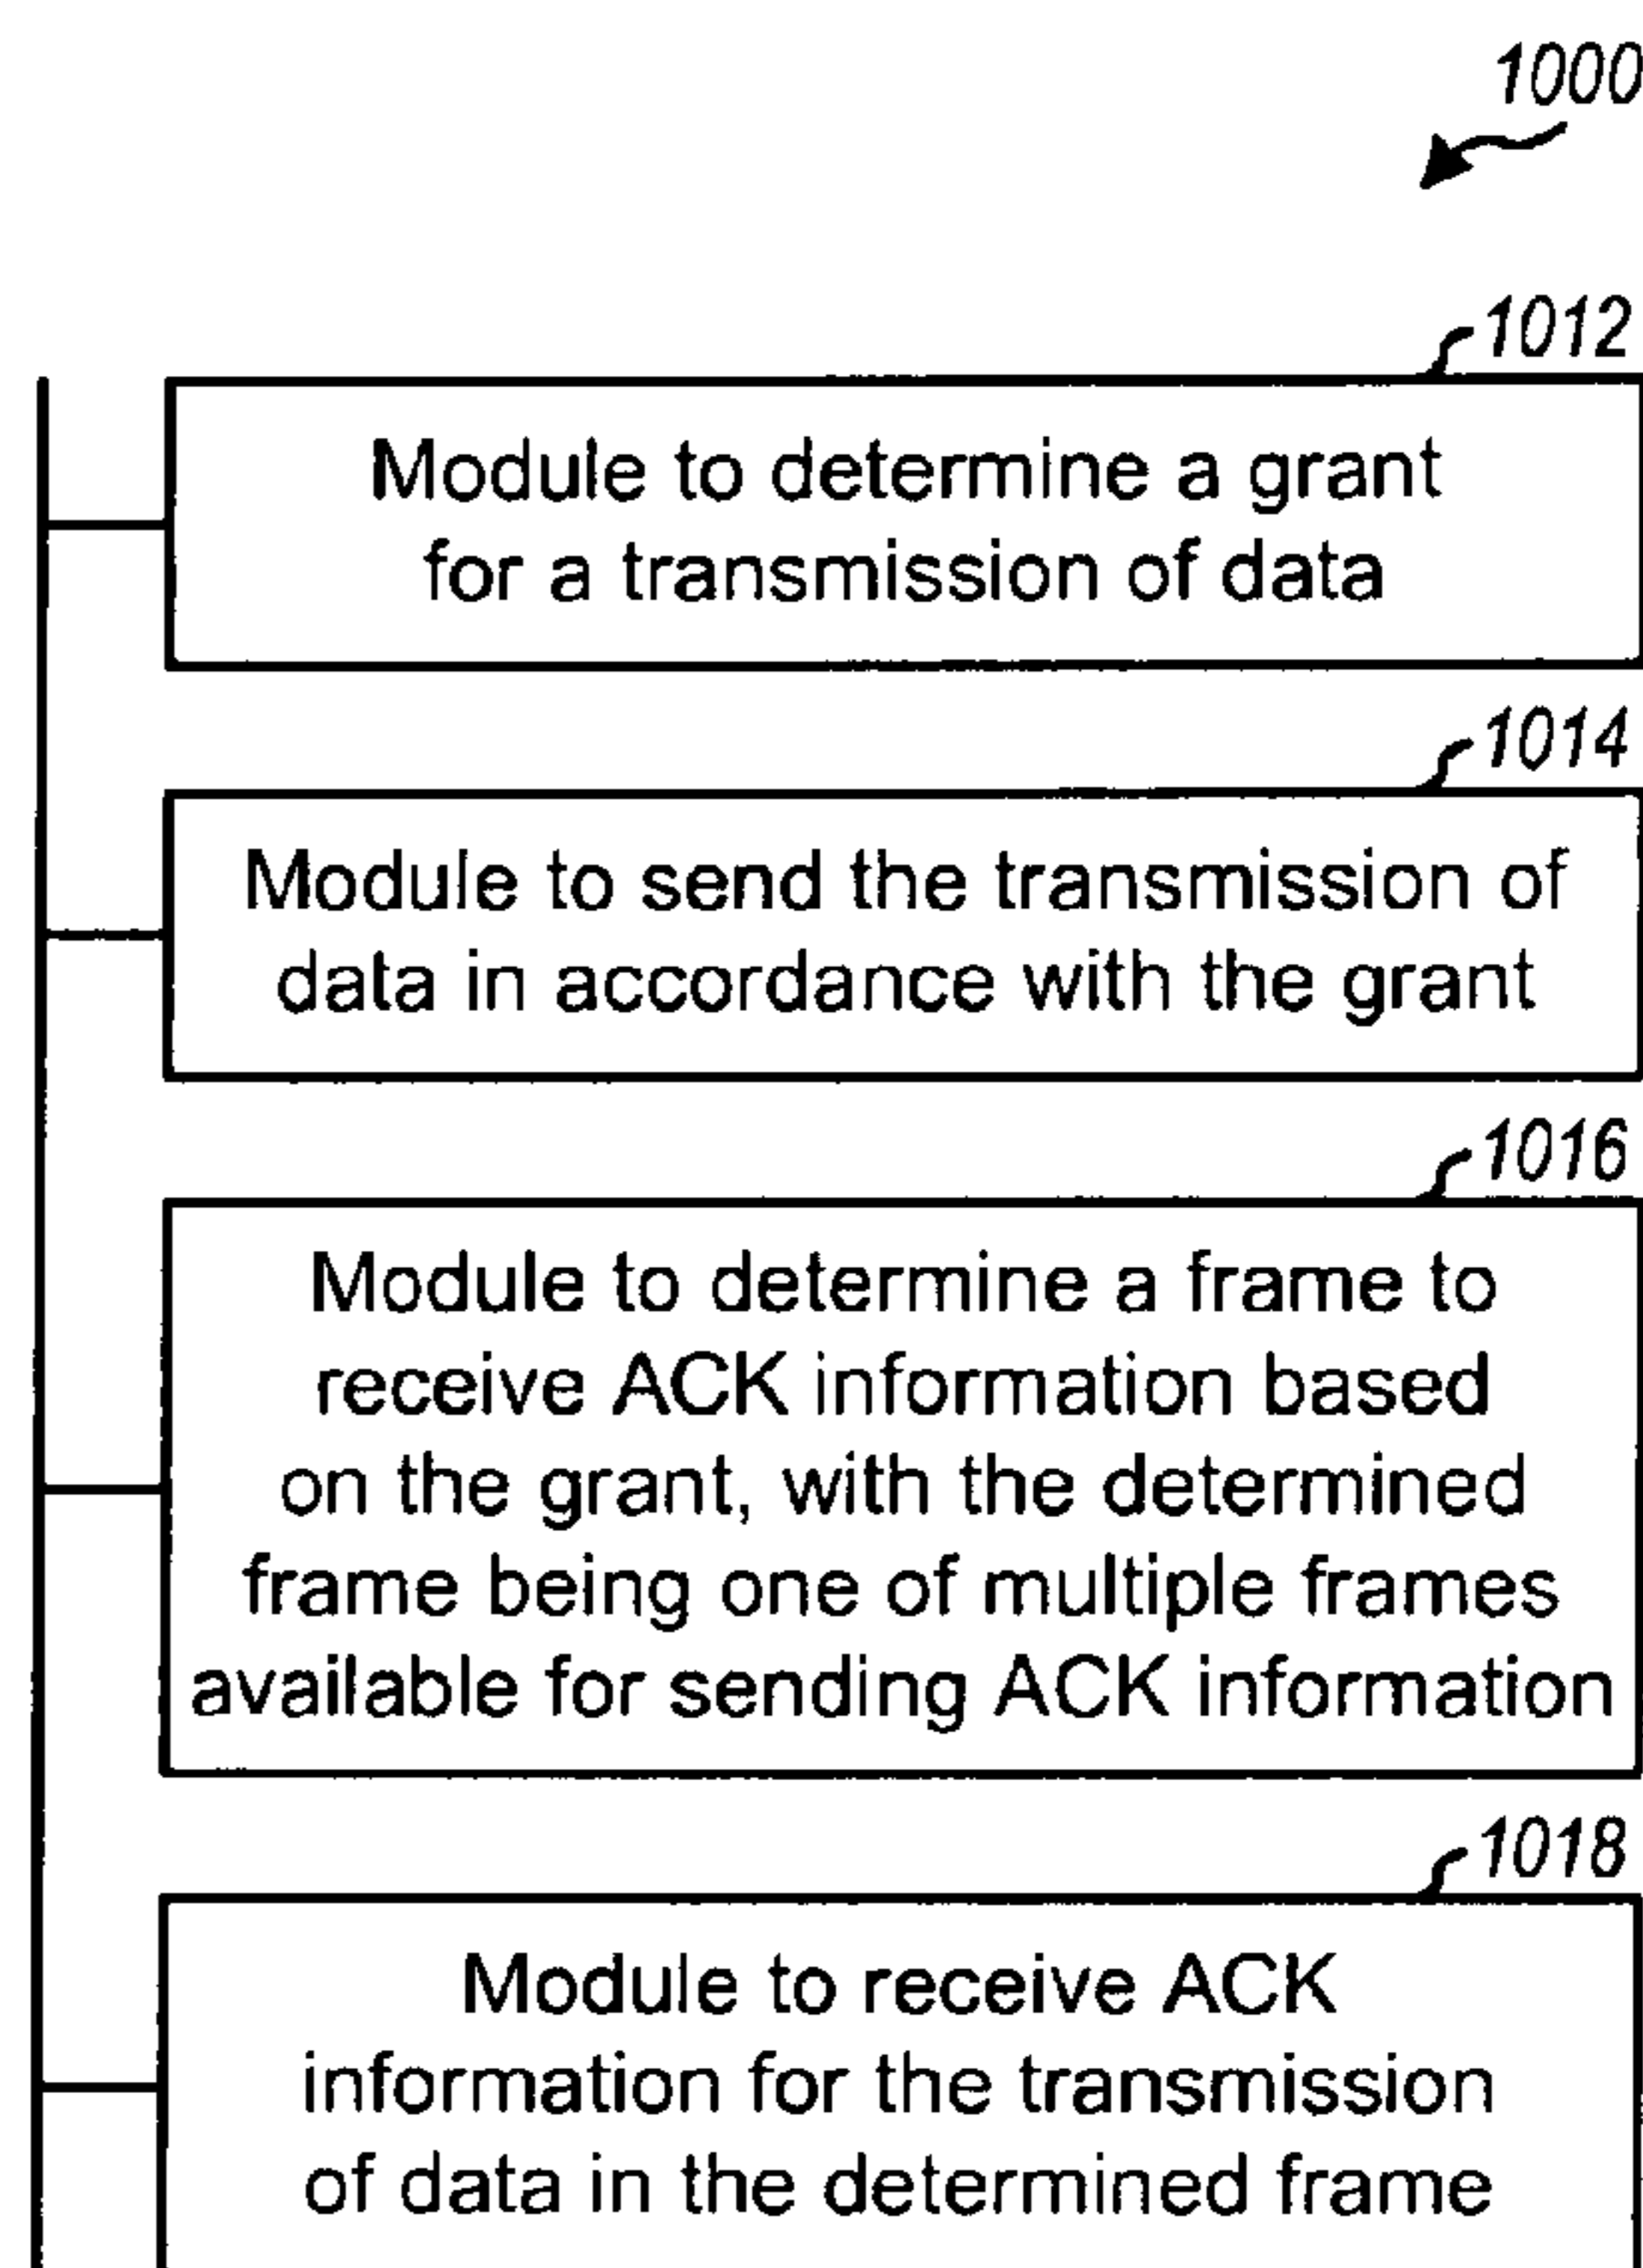 1000
1012
Module to determine a grant
for a transmission of data
1014
Module to send the transmission of
data in accordance with the grant
1016
Module to determine a frame to
receive ACK information based
on the grant, with the determined
frame being one of multiple frames
available for sending ACK information
1018
Module to receive ACK
information for the transmission
of data in the determined frame